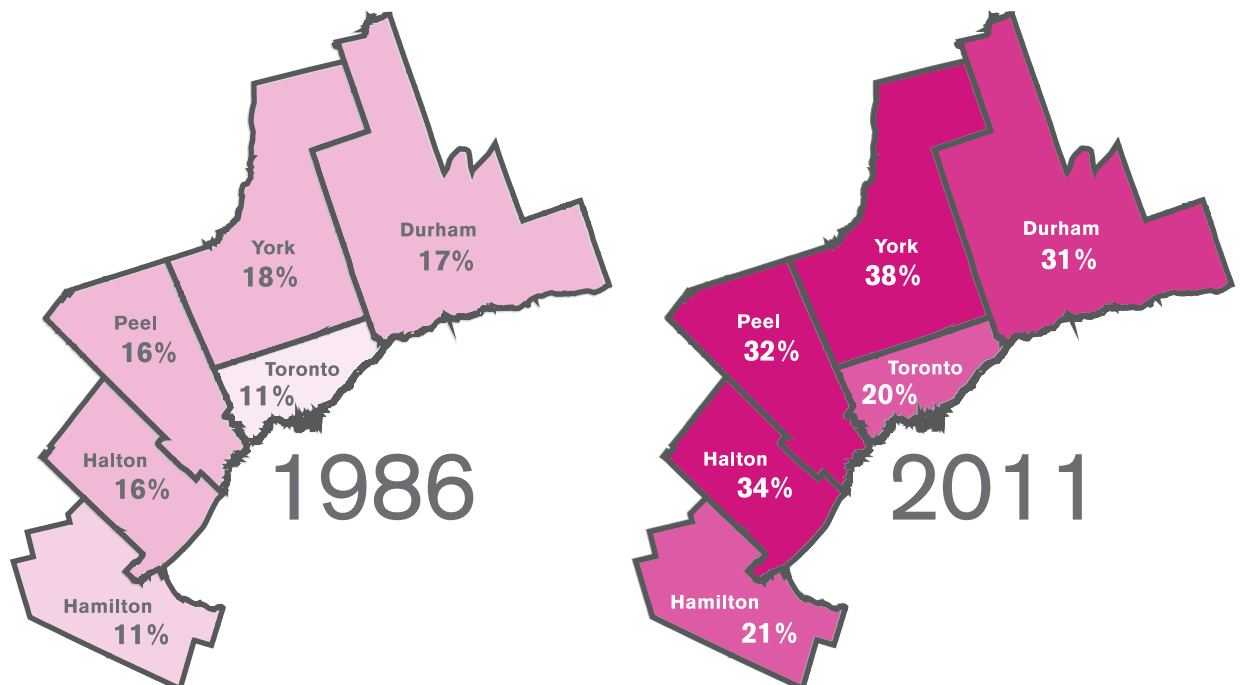 York
18%
Durham
17%
Peel
16%
Toronto
11%
Halton
16%
Hamilton
11%
1986
York
38%
Durham
31%
Peel
32%
Toronto
20%
Halton
34%
Hamilton
21%
2011